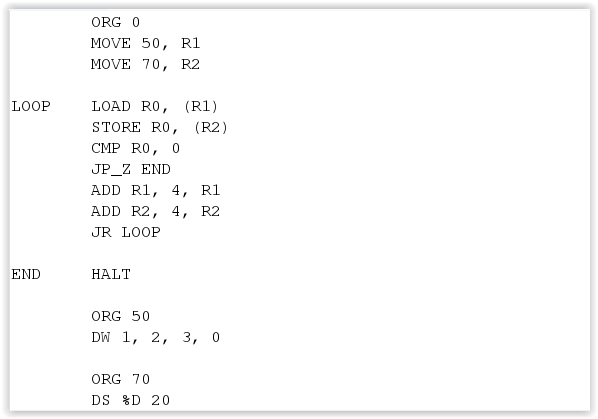 ORG 0
MOVE 50, R1
MOVE 70, R2
LOOP LOAD R0, (R1)
STORE R0, (R2)
CMP R0, 0
JP_Z END
ADD R1, 4, R1
ADD R2, 4, R2
JR LOOP
END HALT
ORG 50
DW 1, 2, 3, 0
ORG 70
DS %D 20